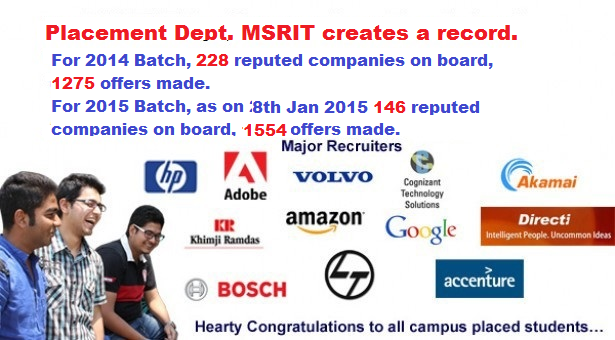 Placement Dept. MSRIT creates a record.
For 2014 Batch, 228 reputed companies on board,
1275 offers made.
For 2015 Batch, as on 28th Jan 2015 146 reputed
companies on board, 1554 offers made.
Major Recruiters
hp
Adobe
VOLVO
Cognizant
Technology
Solutions
Akamai
KR
Khimji Ramdas
amazon
Google
Directi
Intelligent People. Uncommon Ideas
BOSCH
LT
accenture
Hearty Congratulations to all campus placed students...